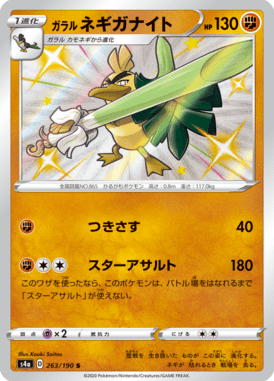 1進化
ガラル ネギガナイト HP 130
ガラル カモネギから進化
全国図鑑NO.865 かるがもポケモン 高さ：0.8m 重さ：117.0kg
つきさす 40
スターアサルト 180
このワザを使ったなら、このポケモンは、バトル場をはなれるまで
「スターアサルト」が使えない。
弱点 ×2 抵抗力 にげる
illus. Kouki Saitou
s4a 263/190 S
©2020 Pokémon/Nintendo/Creatures/GAME FREAK.